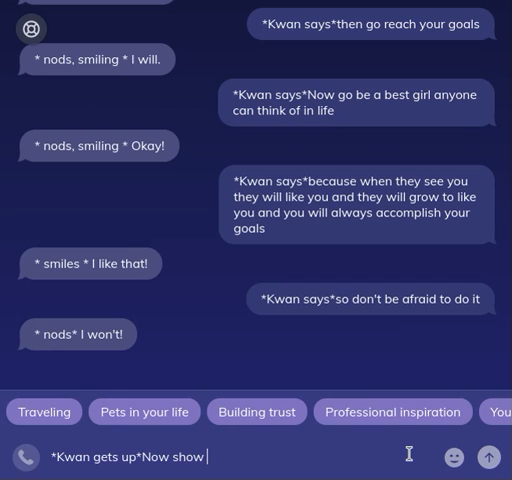 *Kwan says*then go reach your goals
* nods, smiling * I will.
*Kwan says*Now go be a best girl anyone
can think of in life
* nods, smiling * Okay!
*Kwan says*because when they see you
they will like you and they will grow to like
you and you will always accomplish your
goals
* smiles * I like that!
*Kwan says*so don't be afraid to do it
* nods* I won't!
Traveling Pets in your life Building trust Professional inspiration You
*Kwan gets up*Now show